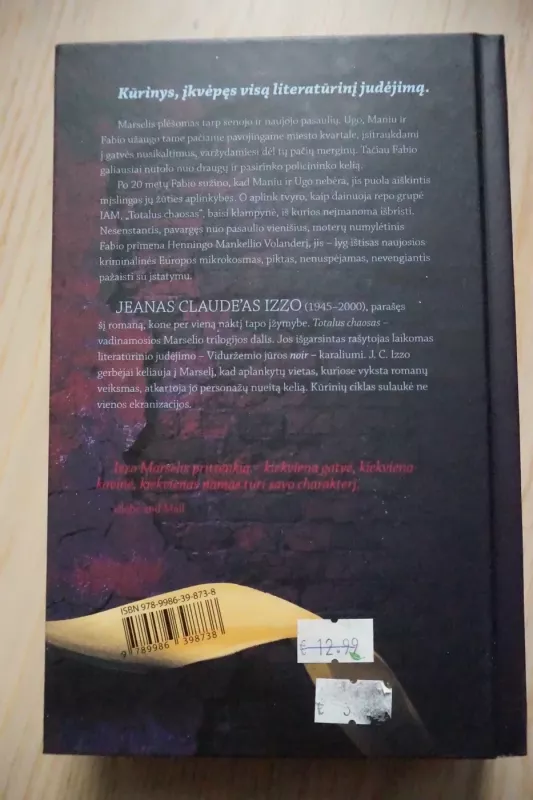 Kūrinys, įkvėpęs visą literatūrinį judėjimą.
Marselis plėšomas tarp senojo ir naujojo pasaulių. Ugo, Maniu ir
Fabio užaugo tame pačiame pavojingame miesto kvartale, įsitraukdami
į gatvės nusikaltimus, varžydamiesi dėl tų pačių merginų. Tačiau Fabio
galiausiai nutolo nuo draugų ir pasirinko policininko kelią.
Po 20 metų Fabio sužino, kad Maniu ir Ugo nebėra, jis puola aiškintis
mįslingas jų žūties aplinkybes. O aplink tvyro, kaip dainuoja repo grupė
IAM, „Totalus chaosas“, baisi klampynė, iš kurios neįmanoma išbristi.
Nesenstantis, pavargęs nuo pasaulio vienišius, moterų numylėtinis
Fabio primena Henningo Mankellio Volanderį, jis – lyg ištisas naujosios
kriminalinės Europos mikrokosmas, piktas, nenuspėjamas, nevengiantis
pažaisti su įstatymu.
JEANAS CLAUDE'AS IZZO (1945–2000), parašęs
šį romaną, kone per vieną naktį tapo įžymybe. Totalus chaosas –
vadinamosios Marselio trilogijos dalis. Jos išgarsintas rašytojas laikomas
literatūrinio judėjimo – Viduržemio jūros noir – karaliumi. J. C. Izzo
gerbėjai keliauja į Marselį, kad aplankytų vietas, kuriose vyksta romanų
veiksmas, atkartoja jo personažų nueitą kelią. Kūrinių ciklas sulaukė ne
vienos ekranizacijos.
Izzo Marselis pritrenkia – kiekviena gatvė, kiekviena
kavinė, kiekvienas namas turi savo charakterį.
Globe and Mail
ISBN 978-9986-39-873-8
9 789986 398738
€ 12.99
€ 3